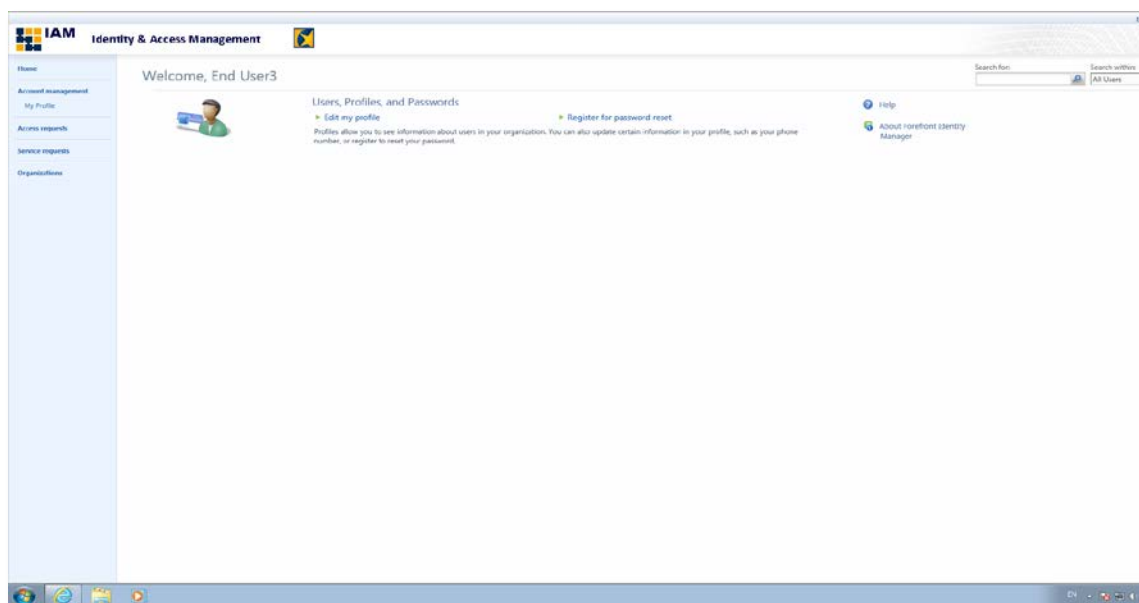 IAM
Identity & Access Management
Home
Account management
My Profile
Access requests
Service requests
Organizations
Welcome, End User3
Search for:
Search within:
All Users
Users, Profiles, and Passwords
Edit my profile
Register for password reset
Profiles allow you to see information about users in your organization. You can also update certain information in your profile, such as your phone
number, or register to reset your password.
Help
About Forefront Identity
Manager
EN